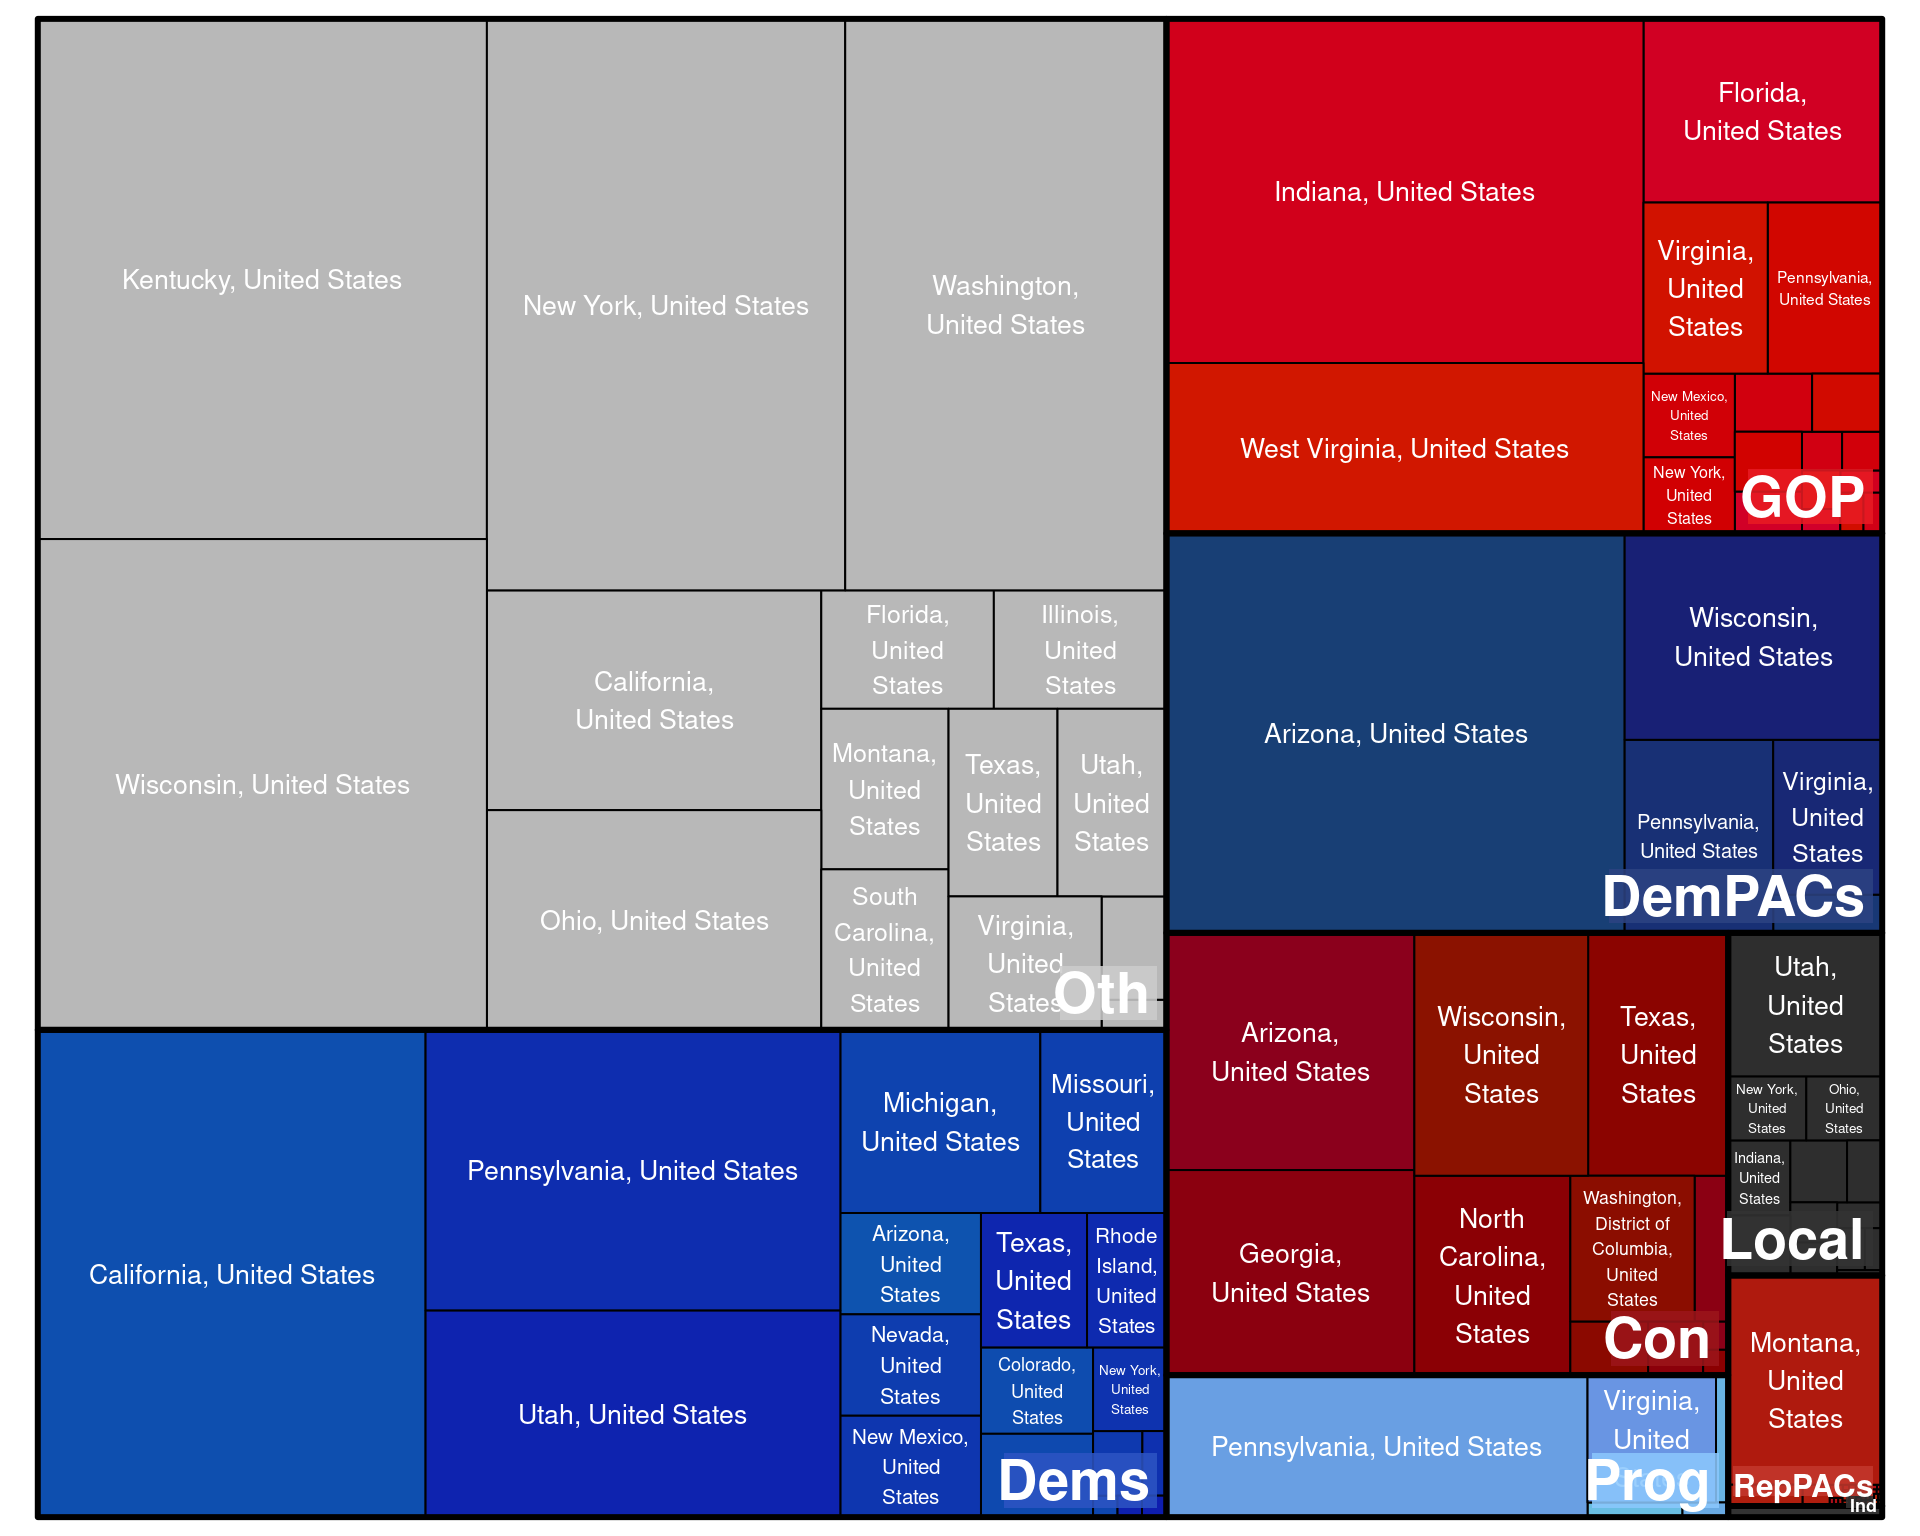 Kentucky, United States
Wisconsin, United States
New York, United States
Washington,
United States
California,
United States
Ohio, United States
Florida,
United
States
Illinois,
United
States
Montana,
United
States
South
Carolina,
United
States
Texas,
United
States
Utah,
United
States
Virginia,
United
States
Oth
Indiana, United States
West Virginia, United States
Florida,
United States
Virginia,
United
States
Pennsylvania,
United States
New Mexico,
United
States
New York,
United
States
GOP
Arizona, United States
Wisconsin,
United States
Pennsylvania,
United States
Virginia,
United
States
DemPACs
California, United States
Pennsylvania, United States
Utah, United States
Michigan,
United States
Missouri,
United
States
Arizona,
United
States
Nevada,
United
States
New Mexico,
United
States
Texas,
United
States
Rhode
Island,
United
States
Colorado,
United
States
New York,
United
States
Dems
Arizona,
United States
Georgia,
United States
Wisconsin,
United
States
Texas,
United
States
North
Carolina,
United
States
Washington,
District of
Columbia,
United
States
Con
Utah,
United
States
New York,
United
States
Ohio,
United
States
Indiana,
United
States
Local
Pennsylvania, United States
Virginia,
United
Prog
Montana,
United
States
RepPACs
Ind